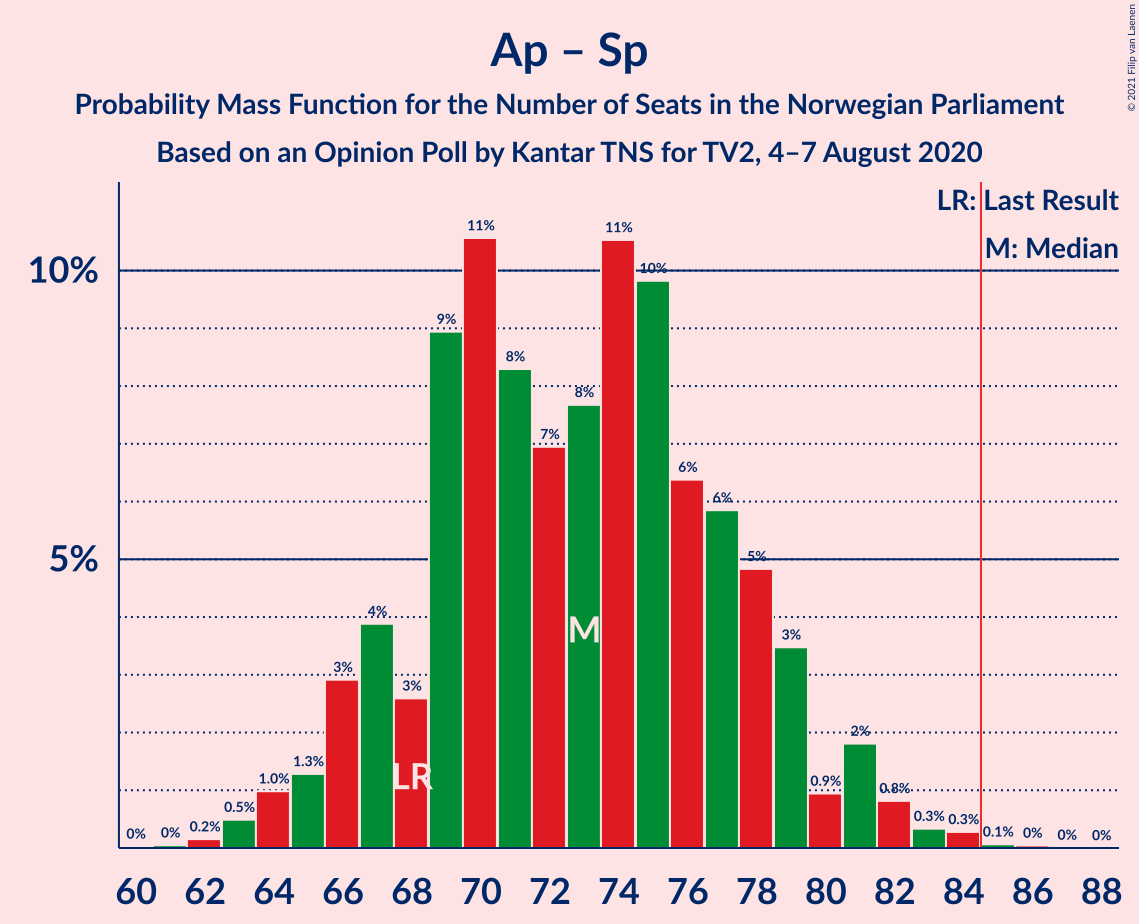 Ap – Sp
Probability Mass Function for the Number of Seats in the Norwegian Parliament
Based on an Opinion Poll by Kantar TNS for TV2, 4–7 August 2020
© 2021 Filip van Laenen
LR: Last Result
M: Median
10%
5%
0% 0% 0.2% 0.5% 1.0% 1.3% 3% 4% 3% 9% 11% 8% 7% 8% 11% 10% 6% 6% 5% 3% 0.9% 2% 0.8% 0.3% 0.3% 0.1% 0% 0% 0%
M
LR
60 62 64 66 68 70 72 74 76 78 80 82 84 86 88